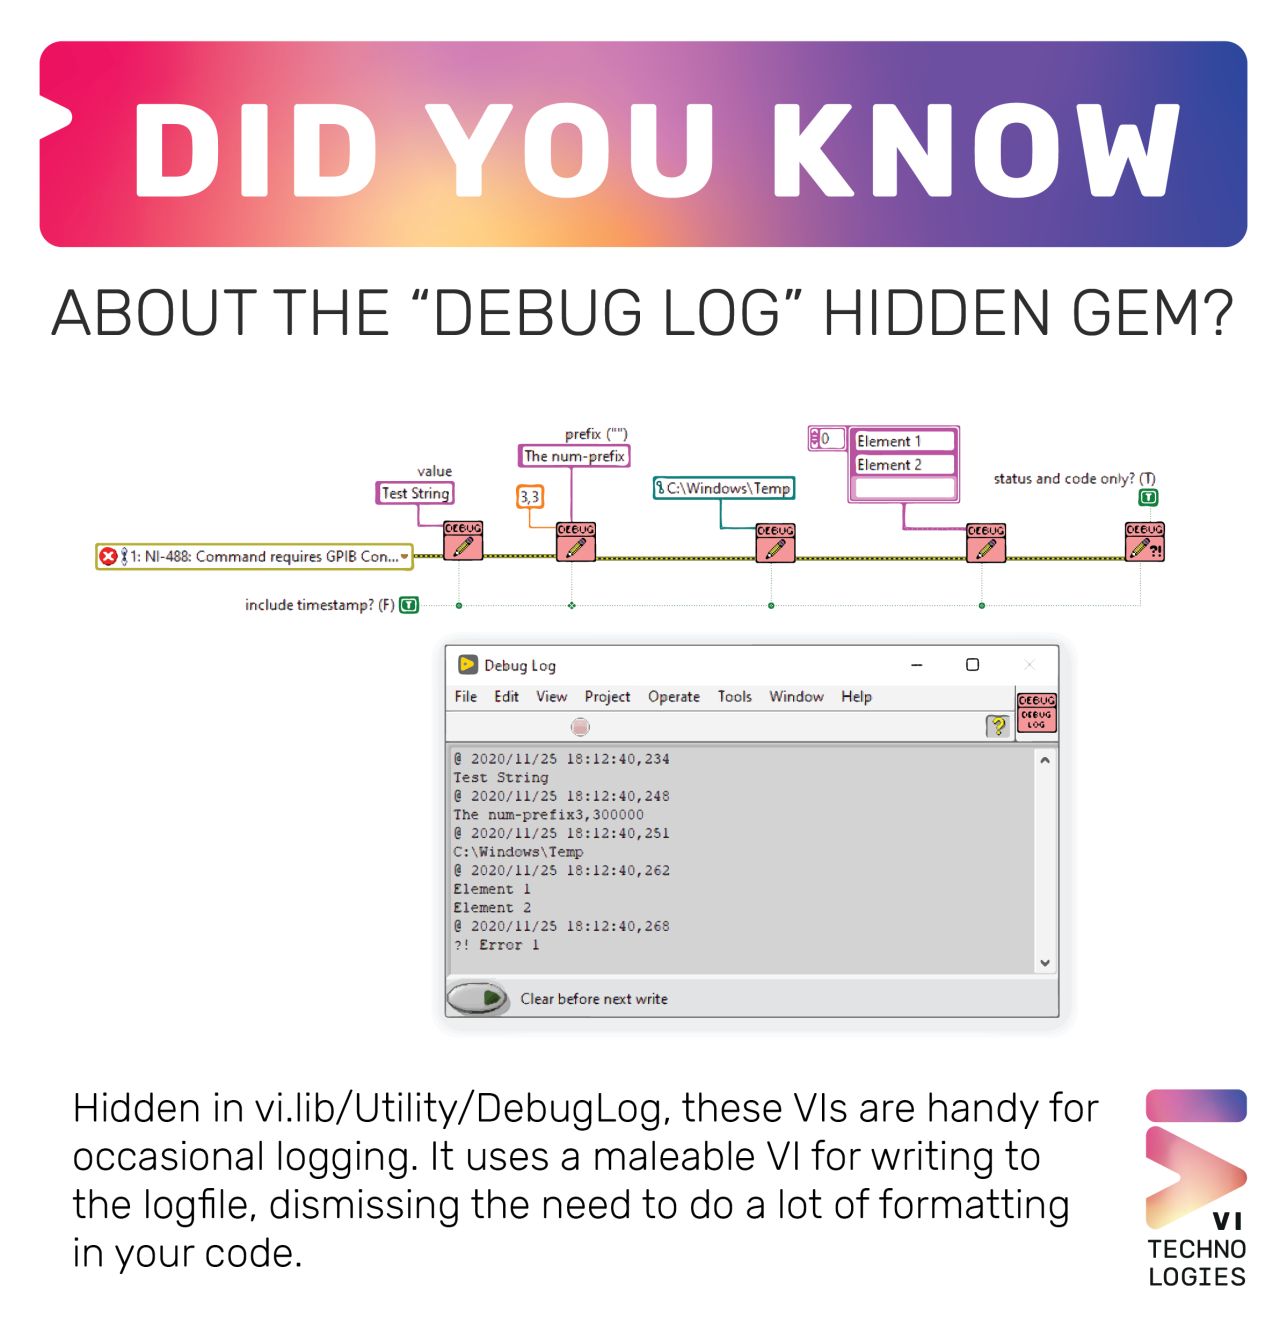 DID YOU KNOW
ABOUT THE “DEBUG LOG” HIDDEN GEM?
prefix ("")
The num-prefix
value
Test String
3,3
C:\Windows\Temp
0
Element 1
Element 2
status and code only? (T)
T
DEBUG
DEBUG
DEBUG
DEBUG
DEBUG
?!
1: NI-488: Command requires GPIB Con...
include timestamp? (F) T
Debug Log
File Edit View Project Operate Tools Window Help
DEBUG
DEBUG
LOG
?
@ 2020/11/25 18:12:40,234
Test String
@ 2020/11/25 18:12:40,248
The num-prefix3,300000
@ 2020/11/25 18:12:40,251
C:\Windows\Temp
@ 2020/11/25 18:12:40,262
Element 1
Element 2
@ 2020/11/25 18:12:40,268
?! Error 1
Clear before next write
Hidden in vi.lib/Utility/DebugLog, these VIs are handy for
occasional logging. It uses a maleable VI for writing to
the logfile, dismissing the need to do a lot of formatting
in your code.
VI
TECHNO
LOGIES